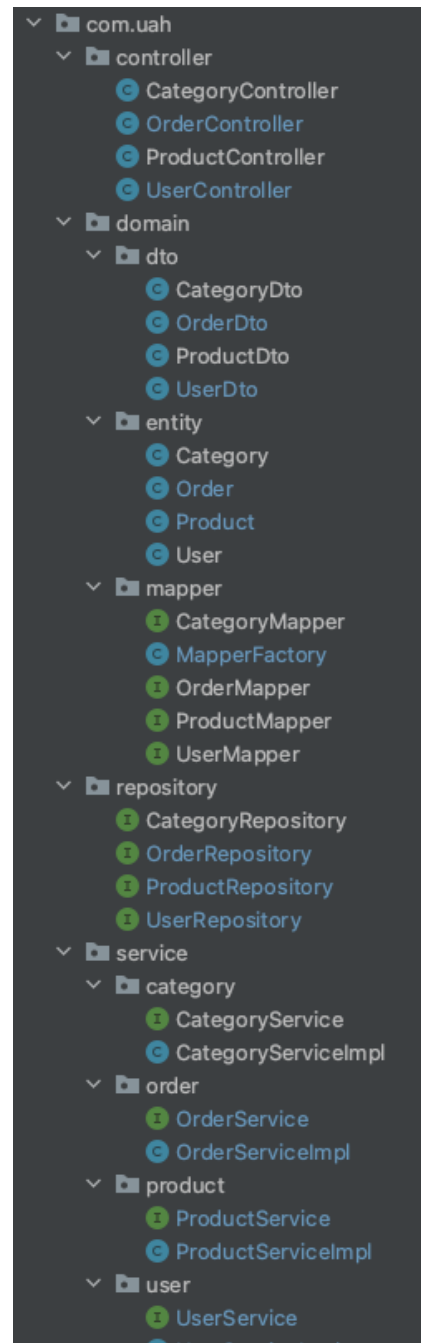 com.uah
controller
CategoryController
OrderController
ProductController
UserController
domain
dto
CategoryDto
OrderDto
ProductDto
UserDto
entity
Category
Order
Product
User
mapper
CategoryMapper
MapperFactory
OrderMapper
ProductMapper
UserMapper
repository
CategoryRepository
OrderRepository
ProductRepository
UserRepository
service
category
CategoryService
CategoryServiceImpl
order
OrderService
OrderServiceImpl
product
ProductService
ProductServiceImpl
user
UserService